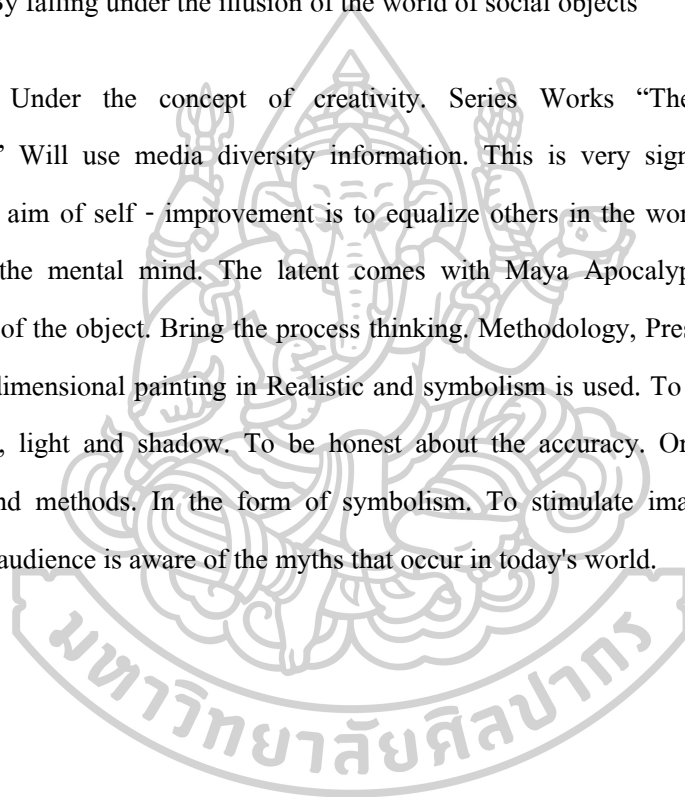 By falling under the illusion of the world of social objects
Under the concept of creativity. Series Works “The
” Will use media diversity information. This is very sign
aim of self - improvement is to equalize others in the wor
the mental mind. The latent comes with Maya Apocalyp
of the object. Bring the process thinking. Methodology, Pres
dimensional painting in Realistic and symbolism is used. To
, light and shadow. To be honest about the accuracy. On
nd methods. In the form of symbolism. To stimulate ima
audience is aware of the myths that occur in today's world.
มหาวิทยาลัยศิลปากร